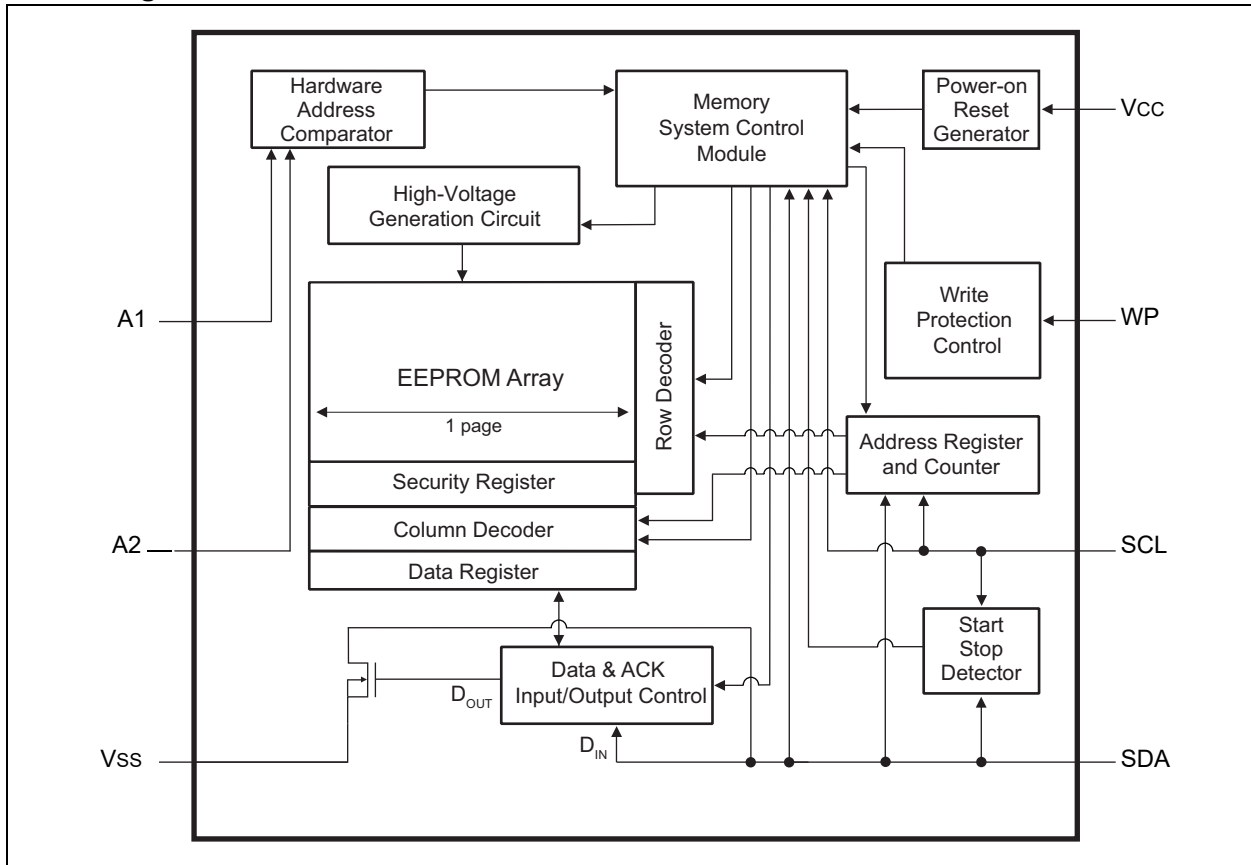 Hardware
Address
Comparator
Memory
System Control
Module
Power-on
Reset
Generator
VCC
High-Voltage
Generation Circuit
A1
Write
Protection
Control
WP
EEPROM Array
1 page
Row Decoder
Address Register
and Counter
Security Register
Column Decoder
Data Register
A2
SCL
Start
Stop
Detector
Data & ACK
Input/Output Control
DOUT
DIN
VSS
SDA